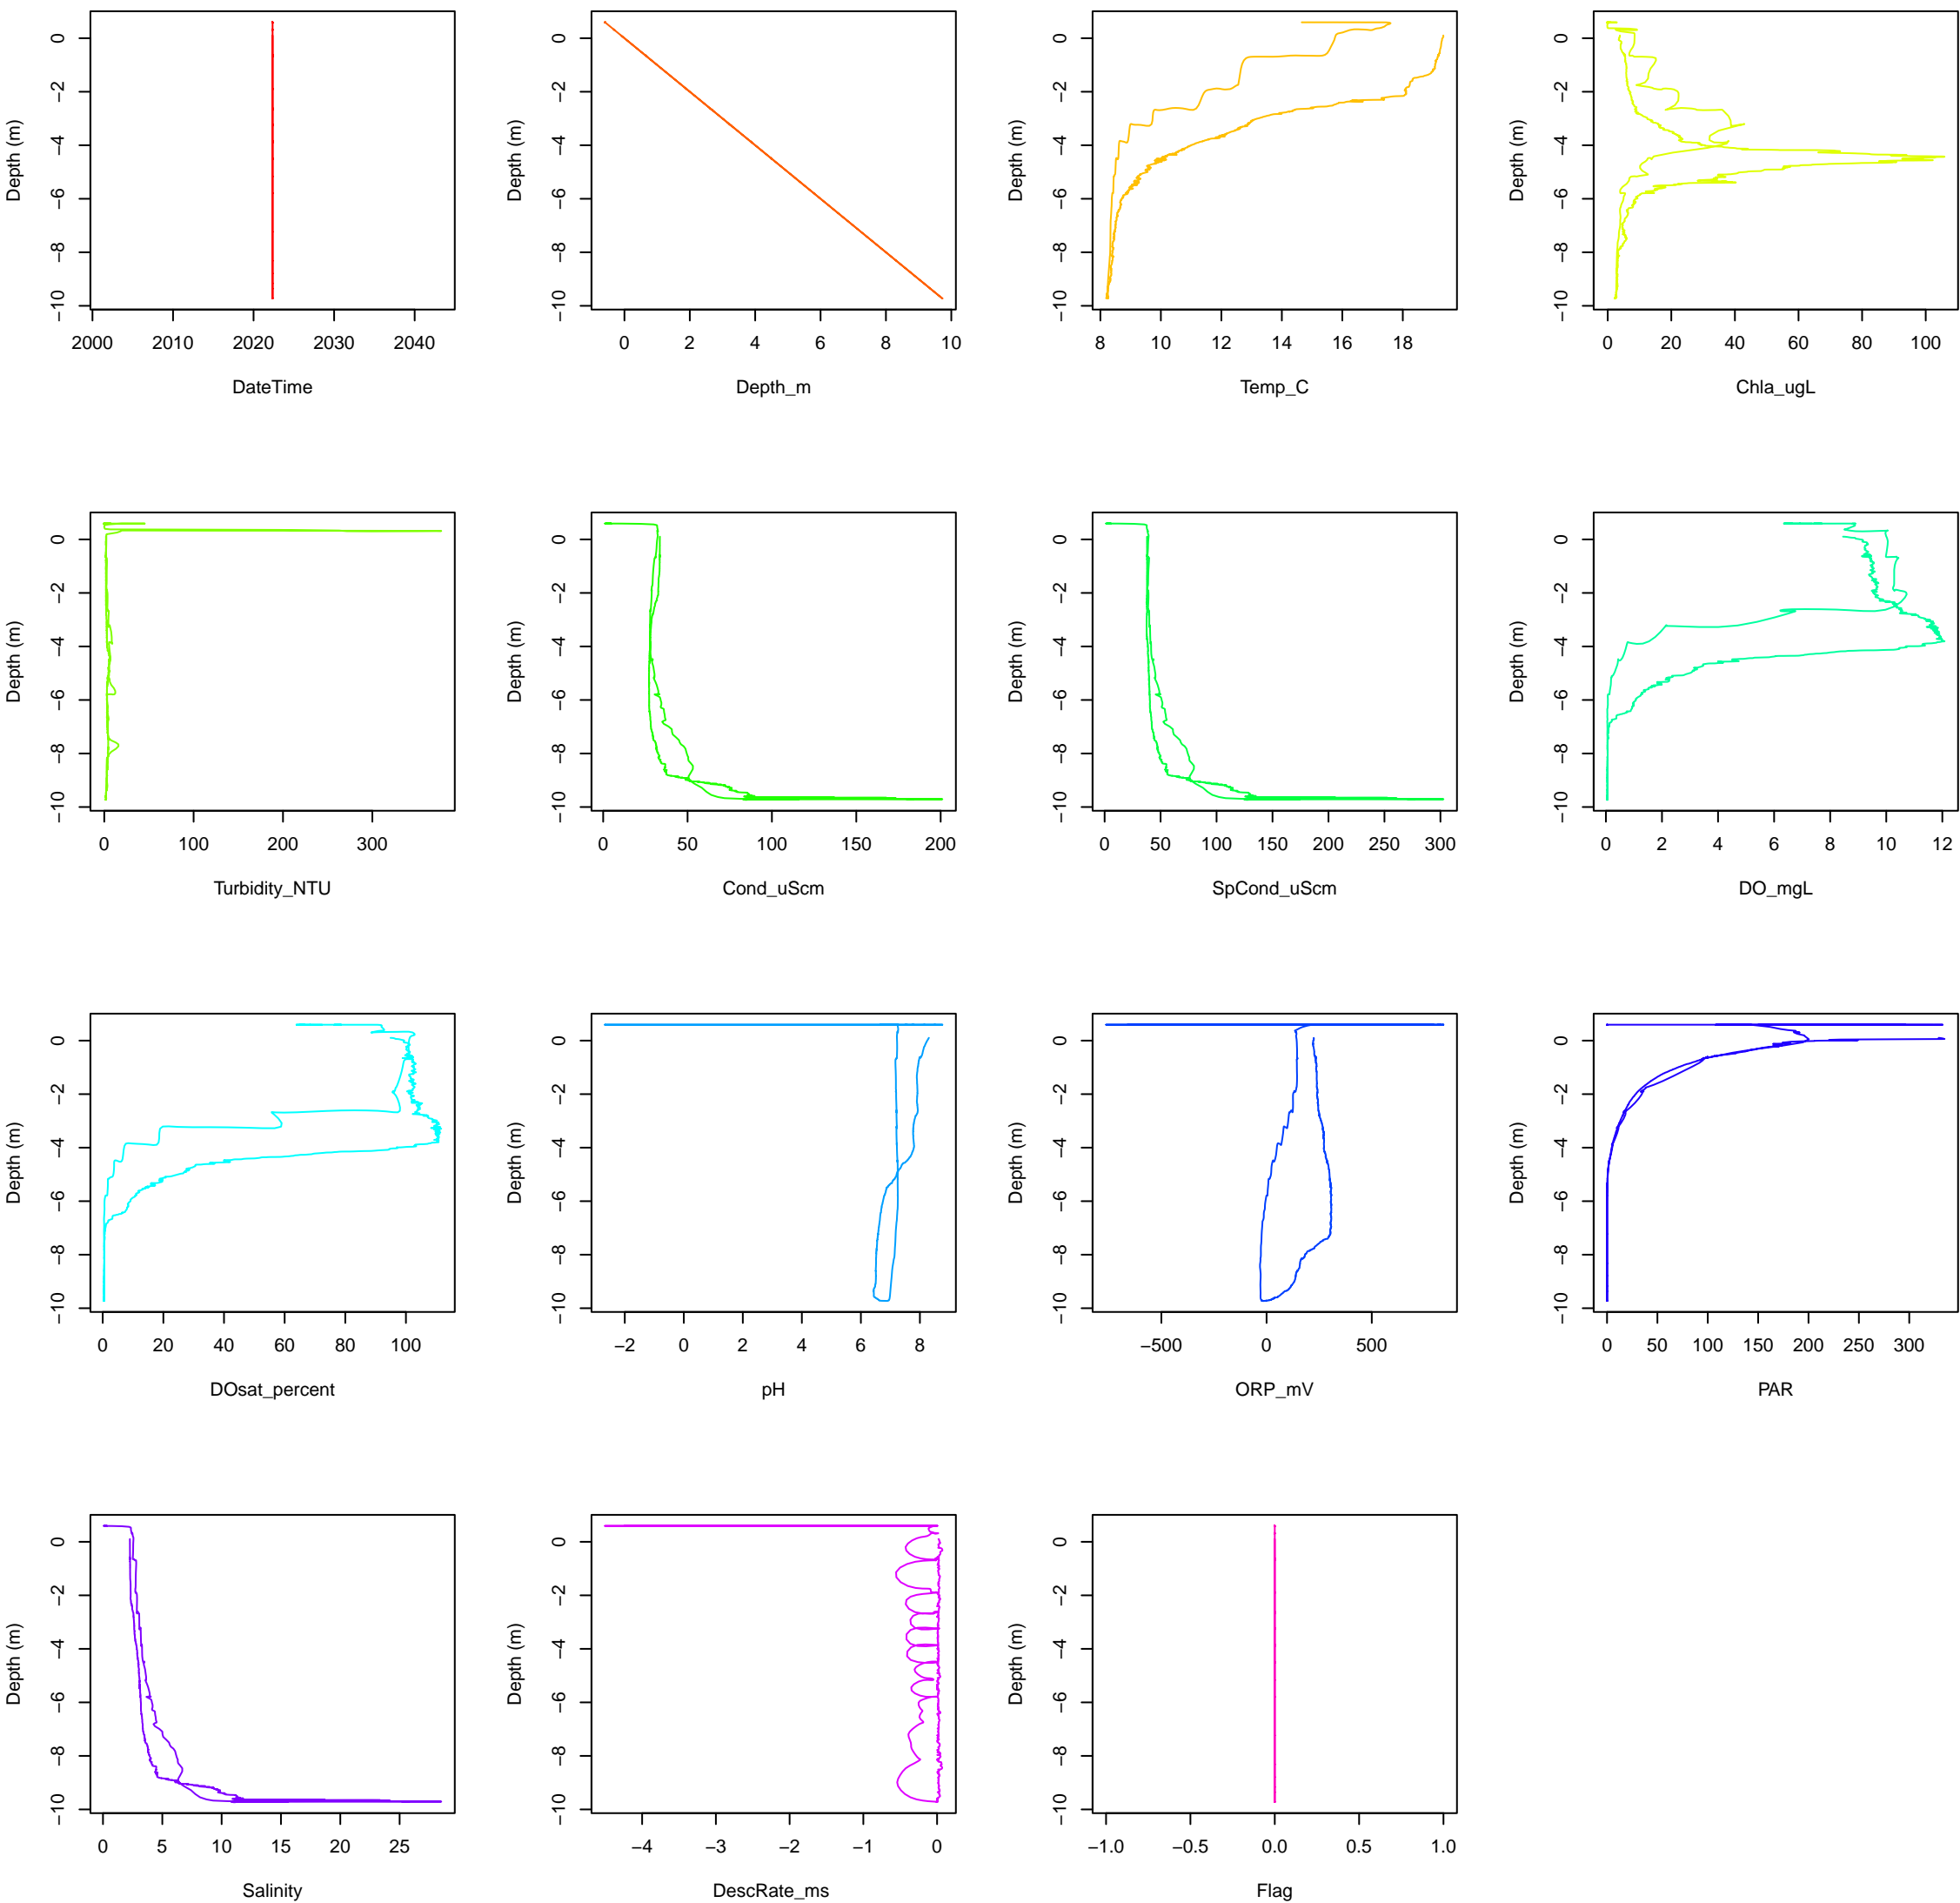 Depth (m)
0
−2
−4
−6
−8
−10
2000 2010 2020 2030 2040
DateTime
Depth (m)
0
−2
−4
−6
−8
−10
0 2 4 6 8 10
Depth_m
Depth (m)
0
−2
−4
−6
−8
−10
8 10 12 14 16 18
Temp_C
Depth (m)
0
−2
−4
−6
−8
−10
0 20 40 60 80 100
Chla_ugL
Depth (m)
0
−2
−4
−6
−8
−10
0 100 200 300
Turbidity_NTU
Depth (m)
0
−2
−4
−6
−8
−10
0 50 100 150 200
Cond_uScm
Depth (m)
0
−2
−4
−6
−8
−10
0 50 100 150 200 250 300
SpCond_uScm
Depth (m)
0
−2
−4
−6
−8
−10
0 2 4 6 8 10 12
DO_mgL
Depth (m)
0
−2
−4
−6
−8
−10
0 20 40 60 80 100
DOsat_percent
Depth (m)
0
−2
−4
−6
−8
−10
−2 0 2 4 6 8
pH
Depth (m)
0
−2
−4
−6
−8
−10
−500 0 500
ORP_mV
Depth (m)
0
−2
−4
−6
−8
−10
0 50 100 150 200 250 300
PAR
Depth (m)
0
−2
−4
−6
−8
−10
0 5 10 15 20 25
Salinity
Depth (m)
0
−2
−4
−6
−8
−10
−4 −3 −2 −1 0
DescRate_ms
Depth (m)
0
−2
−4
−6
−8
−10
−1.0 −0.5 0.0 0.5 1.0
Flag